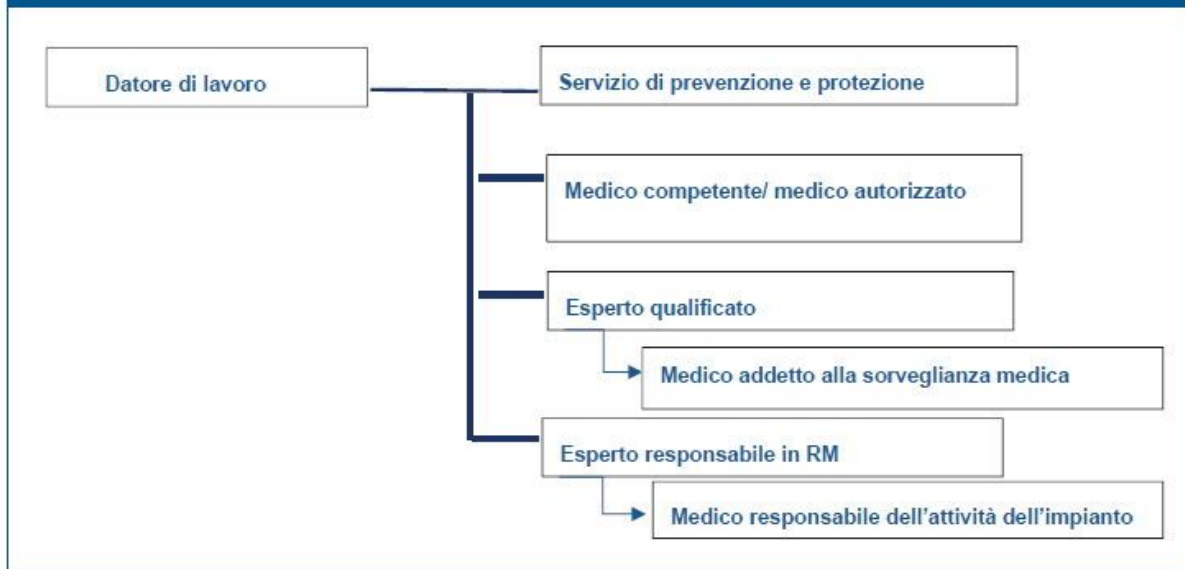 Datore di lavoro
Servizio di prevenzione e protezione
Medico competente/ medico autorizzato
Esperto qualificato
Medico addetto alla sorveglianza medica
Esperto responsabile in RM
Medico responsabile dell'attività dell'impianto